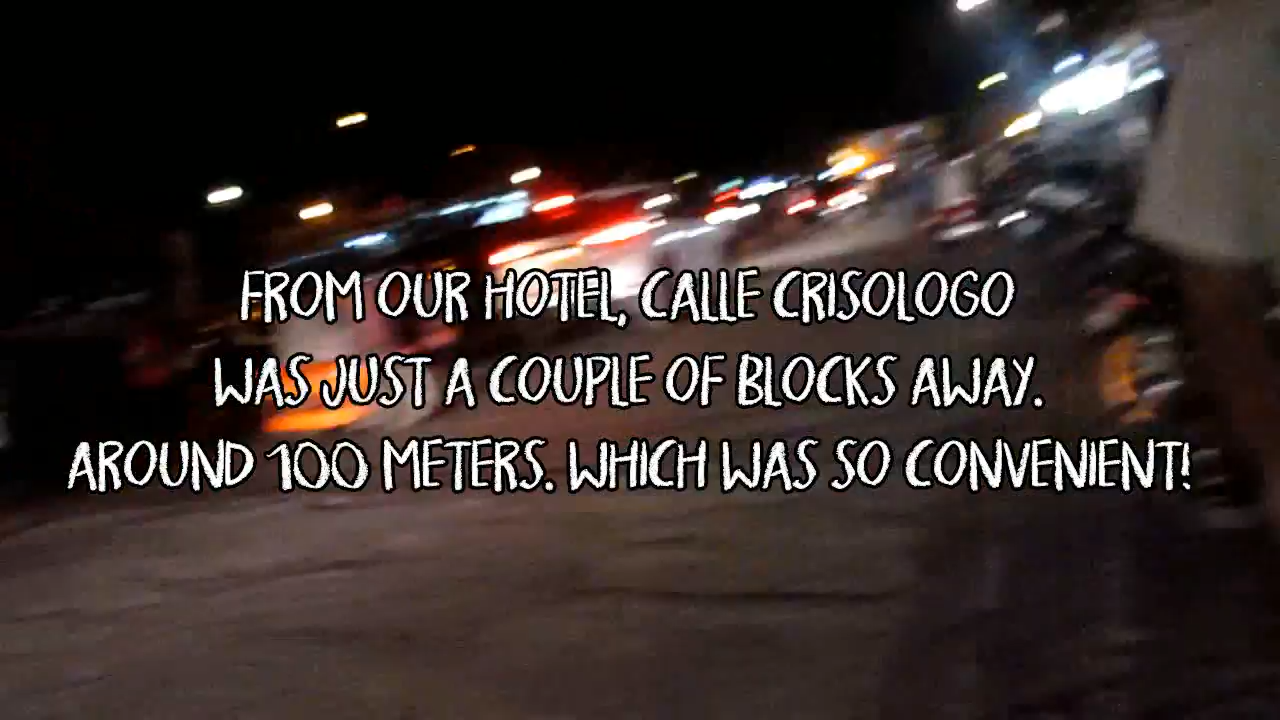 FROM OUR HOTEL, CALLE CRISOLOGO
WAS JUST A COUPLE OF BLOCKS AWAY.
AROUND 100 METERS. WHICH WAS SO CONVENIENT!